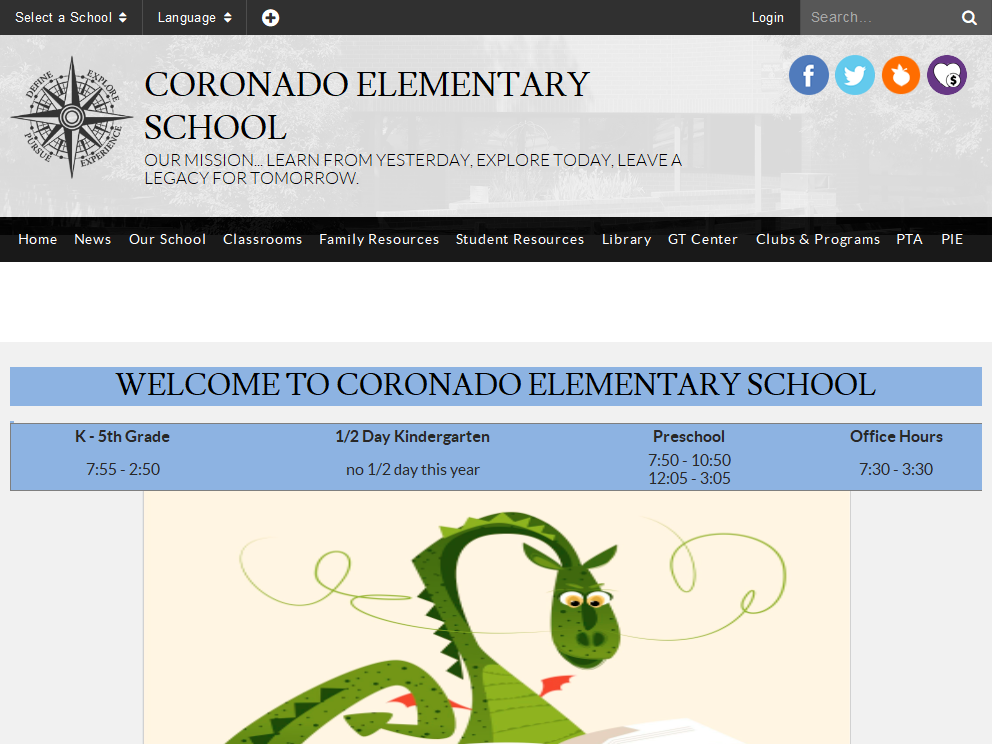 Select a School
Language
Login
Search...
DEFINE
EXPLORE
PURSUE
EXPERIENCE
CORONADO ELEMENTARY
SCHOOL
OUR MISSION... LEARN FROM YESTERDAY, EXPLORE TODAY, LEAVE A
LEGACY FOR TOMORROW.
f
$
Home News Our School Classrooms Family Resources Student Resources Library GT Center Clubs & Programs PTA PIE
WELCOME TO CORONADO ELEMENTARY SCHOOL
K - 5th Grade 1/2 Day Kindergarten Preschool Office Hours
7:55 - 2:50 no 1/2 day this year 7:50 - 10:50 7:30 - 3:30
12:05 - 3:05